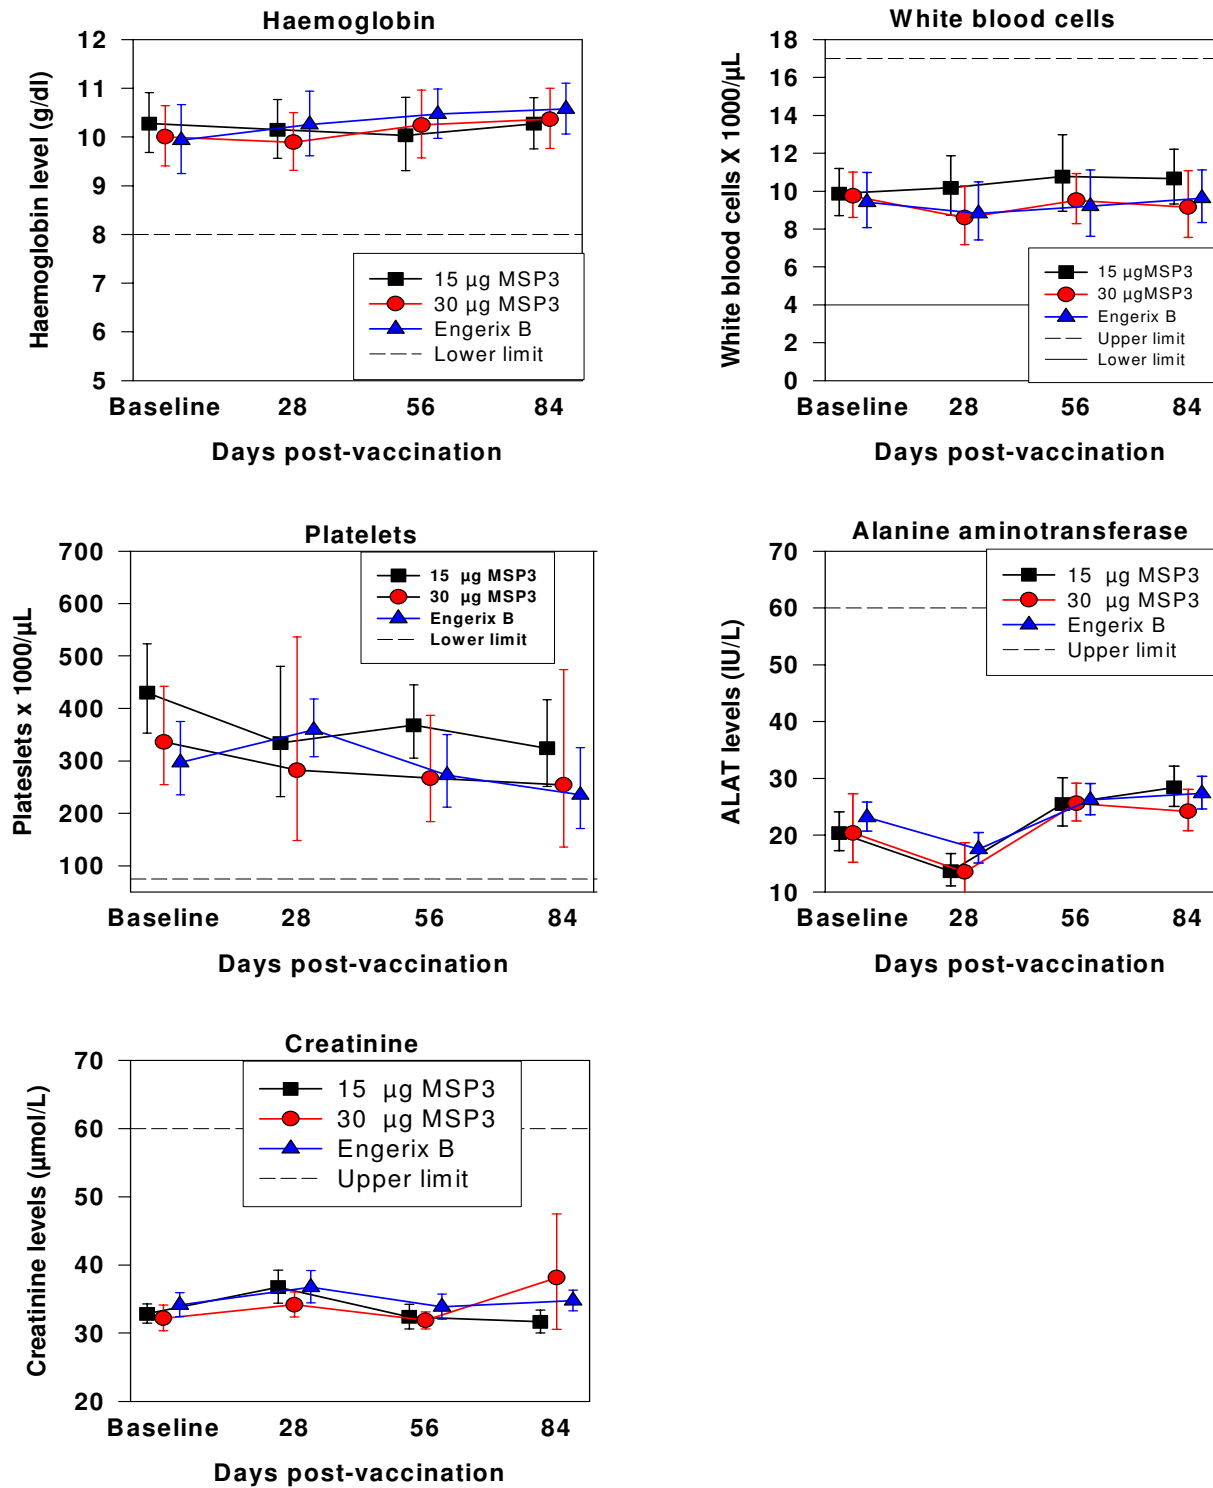 Haemoglobin
Haemoglobin level (g/dl)
12
11
10
9
8
7
6
5
15 µg MSP3
30 µg MSP3
Engerix B
Lower limit
Baseline 28 56 84
Days post-vaccination
White blood cells
White blood cells X 1000/µL
18
16
14
12
10
8
6
4
2
0
15 µgMSP3
30 µgMSP3
Engerix B
Upper limit
Lower limit
Baseline 28 56 84
Days post-vaccination
Platelets
Plateslets x 1000/µL
700
600
500
400
300
200
100
15 µg MSP3
30 µg MSP3
Engerix B
Lower limit
Baseline 28 56 84
Days post-vaccination
Alanine aminotransferase
ALAT levels (IU/L)
70
60
50
40
30
20
10
15 µg MSP3
30 µg MSP3
Engerix B
Upper limit
Baseline 28 56 84
Days post-vaccination
Creatinine
Creatinine levels (µmol/L)
70
60
50
40
30
20
15 µg MSP3
30 µg MSP3
Engerix B
Upper limit
Baseline 28 56 84
Days post-vaccination